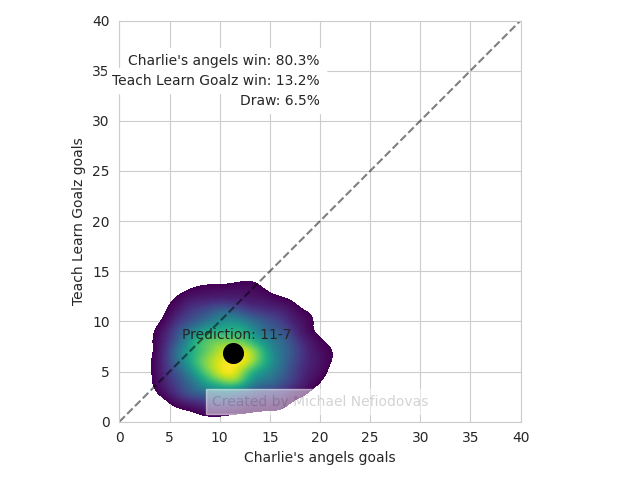 40
Charlie's angels win: 80.3%
35
Teach Learn Goalz win: 13.2%
Draw: 6.5%
30
25
20
15
10
5
0
Teach Learn Goalz goals
Prediction: 11-7
Created by Michael Nefiodovas
0 5 10 15 20 25 30 35 40
Charlie's angels goals